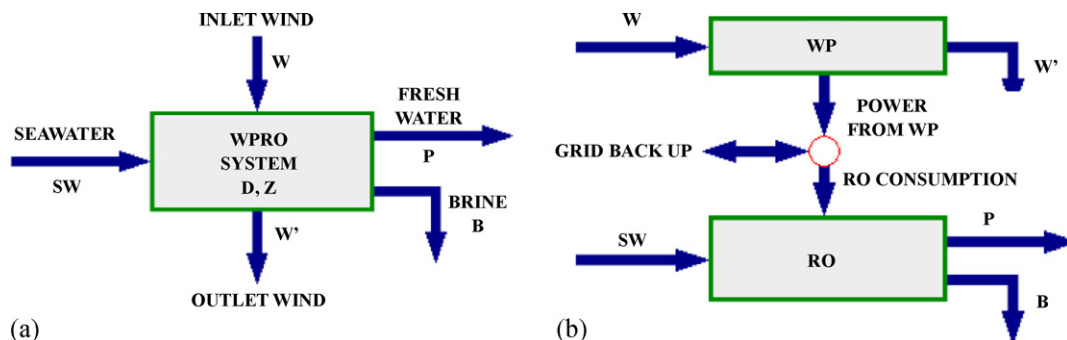 (a)
INLET WIND
W
SEAWATER
SW
WPRO
SYSTEM
D, Z
FRESH
WATER
P
BRINE
B
W'
OUTLET WIND
(b)
W
WP
W'
POWER
FROM WP
GRID BACK UP
RO CONSUMPTION
SW
RO
P
B